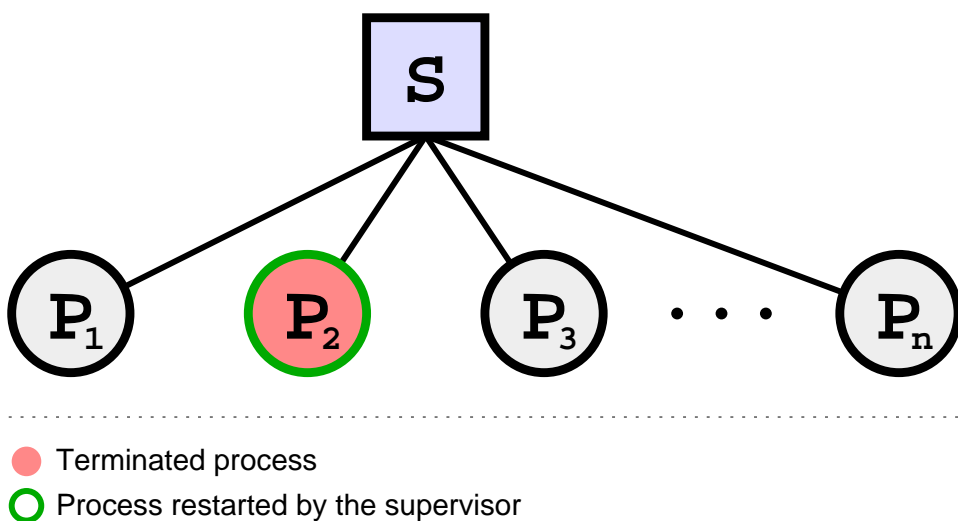 S
P1 P2 P3 . . . Pn
Terminated process
Process restarted by the supervisor